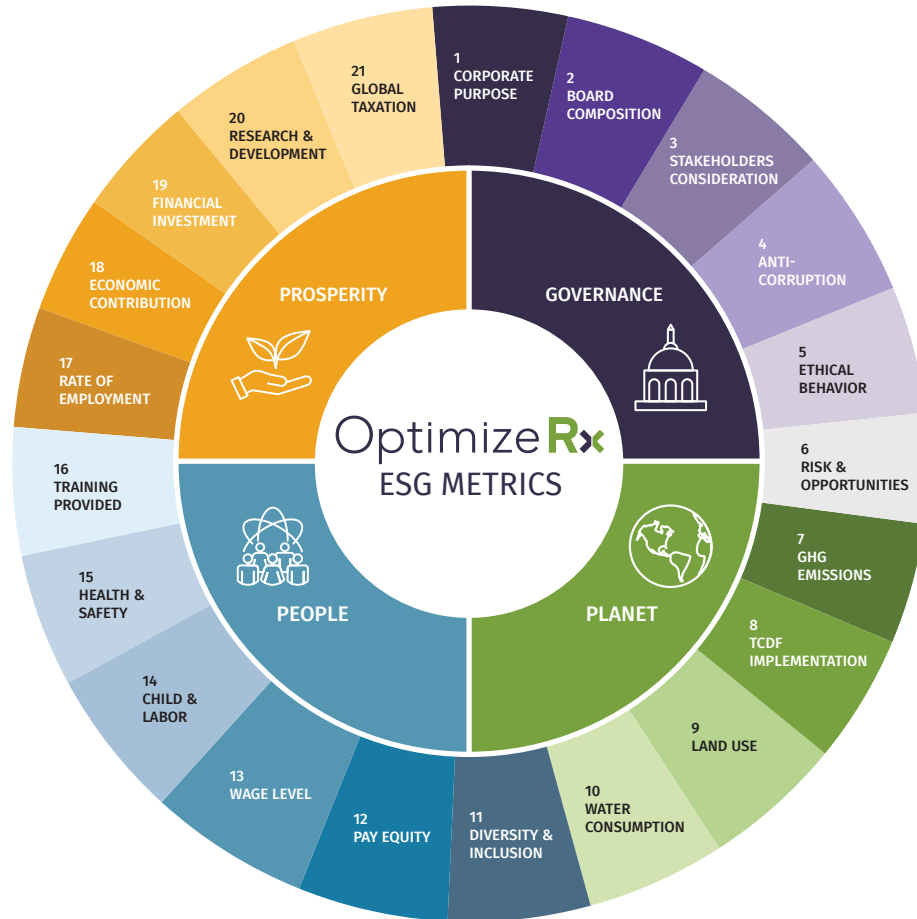 OptimizeRx
ESG METRICS
GOVERNANCE
PLANET
PEOPLE
PROSPERITY
1
CORPORATE
PURPOSE
2
BOARD
COMPOSITION
3
STAKEHOLDERS
CONSIDERATION
4
ANTI-
CORRUPTION
5
ETHICAL
BEHAVIOR
6
RISK &
OPPORTUNITIES
7
GHG
EMISSIONS
8
TCDF
IMPLEMENTATION
9
LAND USE
10
WATER
CONSUMPTION
11
DIVERSITY &
INCLUSION
12
PAY EQUITY
13
WAGE LEVEL
14
CHILD &
LABOR
15
HEALTH &
SAFETY
16
TRAINING
PROVIDED
17
RATE OF
EMPLOYMENT
18
ECONOMIC
CONTRIBUTION
19
FINANCIAL
INVESTMENT
20
RESEARCH &
DEVELOPMENT
21
GLOBAL
TAXATION